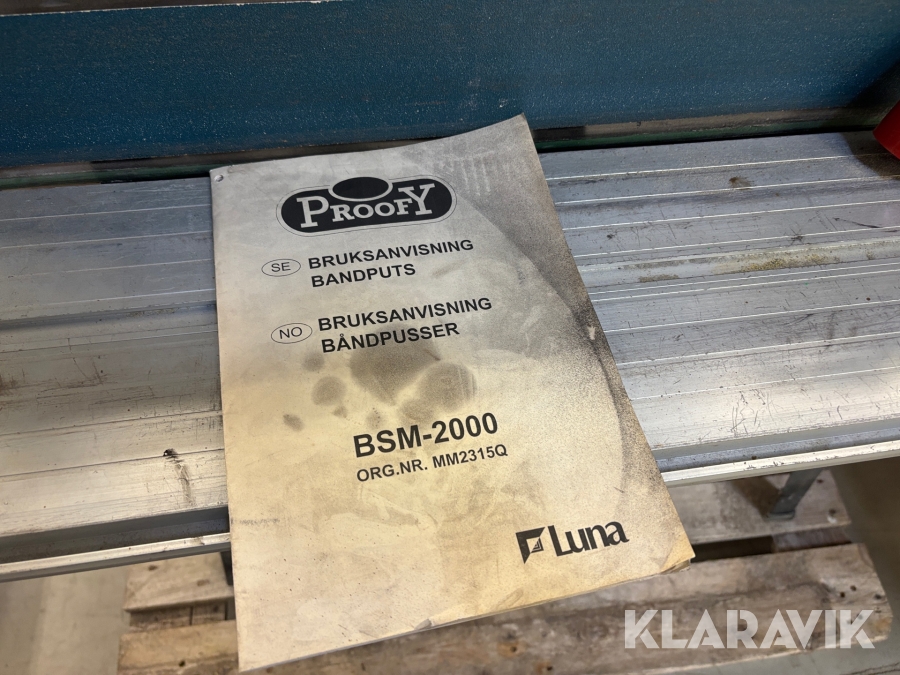 PROOFY
SE BRUKSANVISNING
BANDPUTS
NO BRUKSANVISNING
BÅNDPUSSER
BSM-2000
ORG.NR. MM2315Q
Luna
KLARAVIK